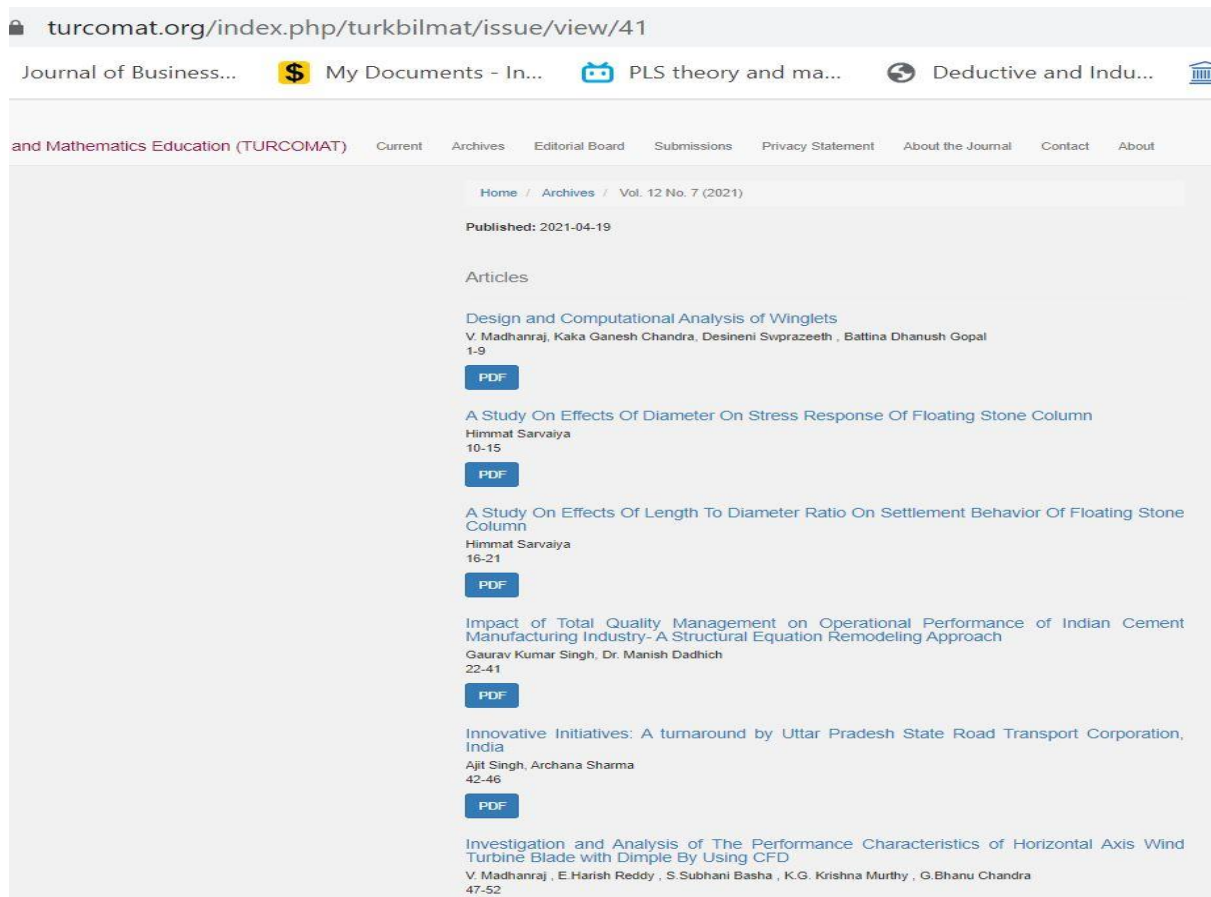 turcomat.org/index.php/turkbilmat/issue/view/41
Journal of Business... $ My Documents - In... PLS theory and ma... Deductive and Indu...
and Mathematics Education (TURCOMAT) Current Archives Editorial Board Submissions Privacy Statement About the Journal Contact About
Home / Archives / Vol. 12 No. 7 (2021)
Published: 2021-04-19
Articles
Design and Computational Analysis of Winglets
V. Madhanraj, Kaka Ganesh Chandra, Desineni Swprazeeth , Battina Dhanush Gopal
1-9
PDF
A Study On Effects Of Diameter On Stress Response Of Floating Stone Column
Himmat Sarvaiya
10-15
PDF
A Study On Effects Of Length To Diameter Ratio On Settlement Behavior Of Floating Stone
Column
Himmat Sarvaiya
16-21
PDF
Impact of Total Quality Management on Operational Performance of Indian Cement
Manufacturing Industry- A Structural Equation Remodeling Approach
Gaurav Kumar Singh, Dr. Manish Dadhich
22-41
PDF
Innovative Initiatives: A turnaround by Uttar Pradesh State Road Transport Corporation,
India
Ajit Singh, Archana Sharma
42-46
PDF
Investigation and Analysis of The Performance Characteristics of Horizontal Axis Wind
Turbine Blade with Dimple By Using CFD
V. Madhanraj , E.Harish Reddy , S.Subhani Basha , K.G. Krishna Murthy , G.Bhanu Chandra
47-52